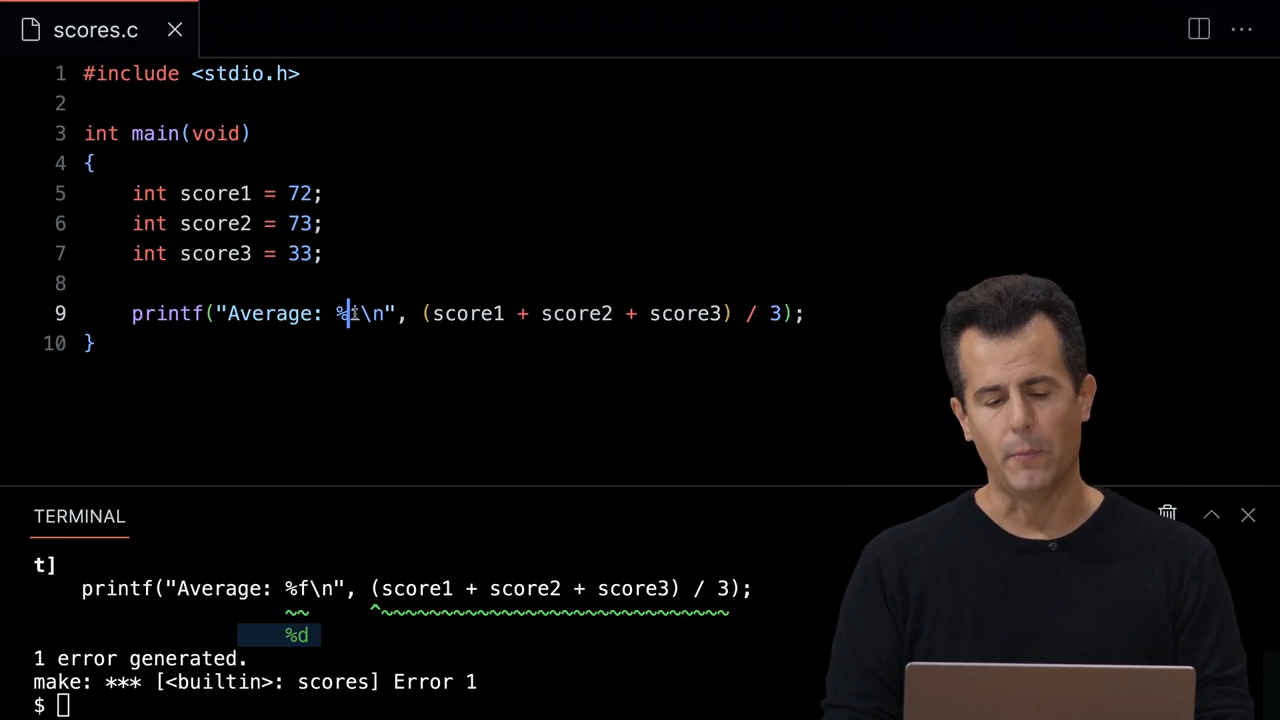 scores.c
1 #include <stdio.h>
2
3 int main(void)
4 {
5 int score1 = 72;
6 int score2 = 73;
7 int score3 = 33;
8
9 printf("Average: %i\n", (score1 + score2 + score3) / 3);
10 }
TERMINAL
t]
printf("Average: %f\n", (score1 + score2 + score3) / 3);
~~ ^~~~~~~~~~~~~~~~~~~~~~~~~~~~~~
%d
1 error generated.
make: *** [<builtin>: scores] Error 1
$